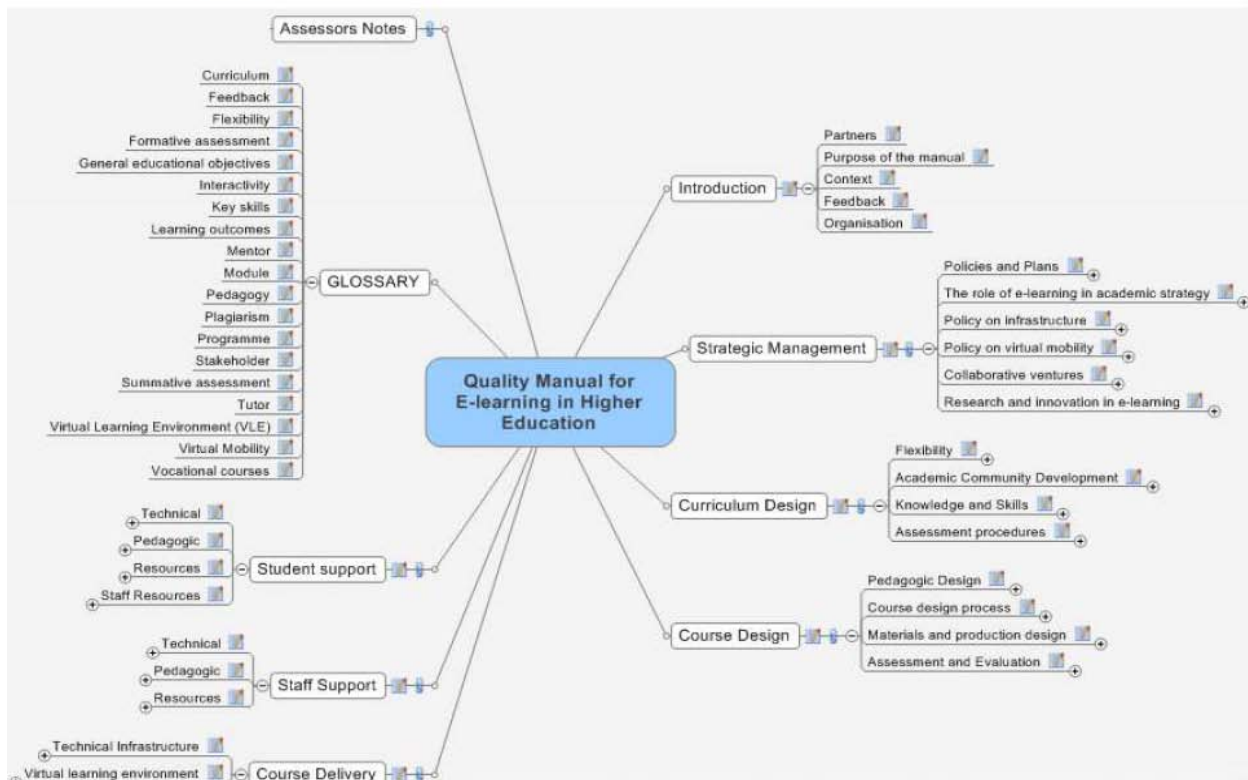 Assessors Notes
Curriculum
Feedback
Flexibility
Formative assessment
General educational objectives
Interactivity
Key skills
Learning outcomes
Mentor
Module
Pedagogy
Plagiarism
Programme
Stakeholder
Summative assessment
Tutor
Virtual Learning Environment (VLE)
Virtual Mobility
Vocational courses
GLOSSARY
Technical
Pedagogic
Resources
Staff Resources
Student support
Technical
Pedagogic
Resources
Staff Support
Technical Infrastructure
Virtual learning environment
Course Delivery
Quality Manual for
E-learning in Higher
Education
Introduction
Partners
Purpose of the manual
Context
Feedback
Organisation
Strategic Management
Policies and Plans
The role of e-learning in academic strategy
Policy on infrastructure
Policy on virtual mobility
Collaborative ventures
Research and innovation in e-learning
Curriculum Design
Flexibility
Academic Community Development
Knowledge and Skills
Assessment procedures
Course Design
Pedagogic Design
Course design process
Materials and production design
Assessment and Evaluation